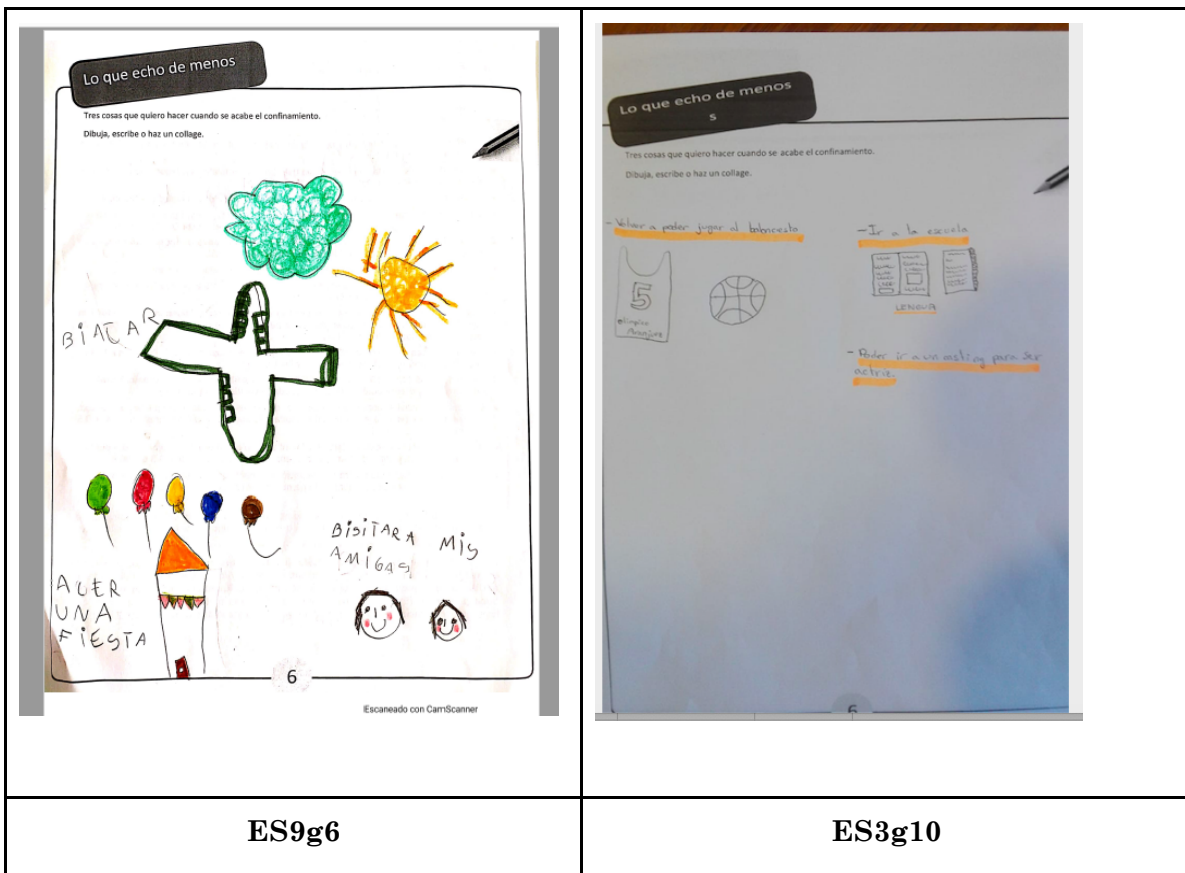 Lo que echo de menos
Tres cosas que quiero hacer cuando se acabe el confinamiento.
Dibuja, escribe o haz un collage.
BIAJAR
ACER
UNA
FIESTA
BISITAR A MIS
AMIGAS
6
Escaneado con CamScanner
ES9g6
Lo que echo de menos
s
Tres cosas que quiero hacer cuando se acabe el confinamiento.
Dibuja, escribe o haz un collage.
- Volver a poder jugar al baloncesto
5
olímpico
- Ir a la escuela
LENGUA
- Poder ir a un casting para ser
actriz.
6
ES3g10